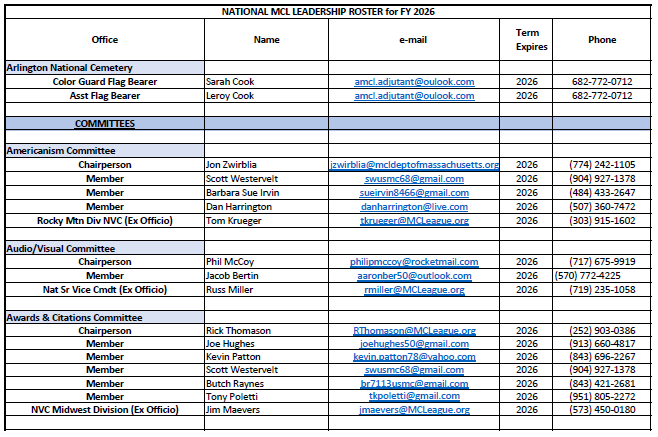 NATIONAL MCL LEADERSHIP ROSTER for FY 2026
Office Name e-mail Term Expires Phone
Arlington National Cemetery
Color Guard Flag Bearer Sarah Cook amcl.adjutant@oulook.com 2026 682-772-0712
Asst Flag Bearer Leroy Cook amcl.adjutant@oulook.com 2026 682-772-0712
COMMITTEES
Americanism Committee
Chairperson Jon Zwirblia jzwirblia@mcldeptofmassachusetts.org 2026 (774) 242-1105
Member Scott Westervelt swusmc68@gmail.com 2026 (904) 927-1378
Member Barbara Sue Irvin sueirvin8466@gmail.com 2026 (484) 433-2647
Member Dan Harrington danharrington@live.com 2026 (507) 360-7472
Rocky Mtn Div NVC (Ex Officio) Tom Krueger tkrueger@MCLeague.org 2026 (303) 915-1602
Audio/Visual Committee
Chairperson Phil McCoy philipmccoy@rocketmail.com 2026 (717) 675-9919
Member Jacob Bertin aaronber50@outlook.com 2026 (570) 772-4225
Nat Sr Vice Cmdt (Ex Officio) Russ Miller rmiller@MCLeague.org 2026 (719) 235-1058
Awards & Citations Committee
Chairperson Rick Thomason RThomason@MCLeague.org 2026 (252) 903-0386
Member Joe Hughes joehughes50@gmail.com 2026 (913) 660-4817
Member Kevin Patton kevin.patton78@yahoo.com 2026 (843) 696-2267
Member Scott Westervelt swusmc68@gmail.com 2026 (904) 927-1378
Member Butch Raynes br7113usmc@gmail.com 2026 (843) 421-2681
Member Tony Poletti tkpoletti@gmail.com 2026 (951) 805-2272
NVC Midwest Division (Ex Officio) Jim Maevers jmaevers@MCLeague.org 2026 (573) 450-0180